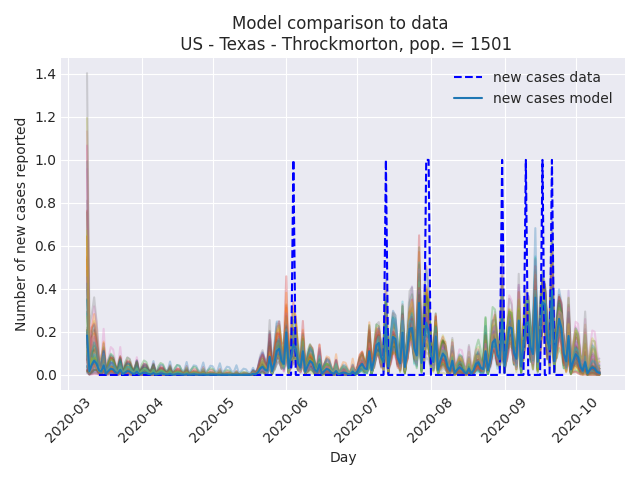 Model comparison to data
US - Texas - Throckmorton, pop. = 1501
new cases data
new cases model
Number of new cases reported
1.4
1.2
1.0
0.8
0.6
0.4
0.2
0.0
2020-03
2020-04
2020-05
2020-06
2020-07
2020-08
2020-09
2020-10
Day